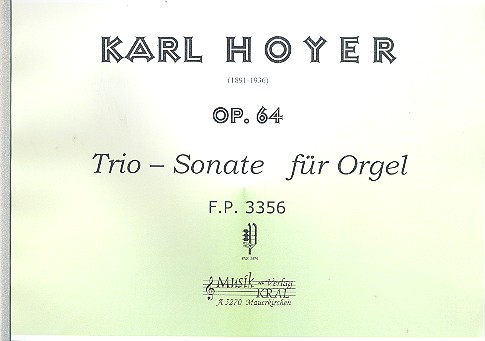 KARL HOYER
(1891-1936)
OP. 64
Trio – Sonate für Orgel
F.P. 3356
Musik - Verlag
KRAL
A 5270 Mauerkirchen